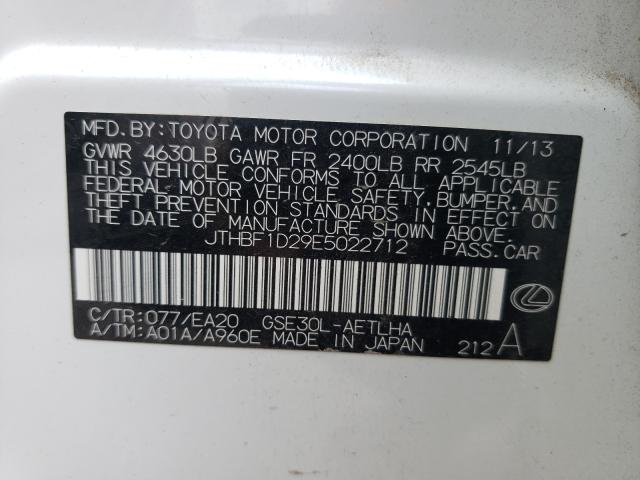 MFD. BY: TOYOTA MOTOR CORPORATION 11/13
GVWR 4630LB GAWR FR 2400LB RR 2545LB
THIS VEHICLE CONFORMS TO ALL APPLICABLE
FEDERAL MOTOR VEHICLE SAFETY, BUMPER, AND
THEFT PREVENTION STANDARDS IN EFFECT ON
THE DATE OF MANUFACTURE SHOWN ABOVE.
JTHBF1D29E5022712 PASS. CAR
C/TR: 077/EA20 GSE30L-AETLHA
A/TM: A01A/A960E MADE IN JAPAN 212 A